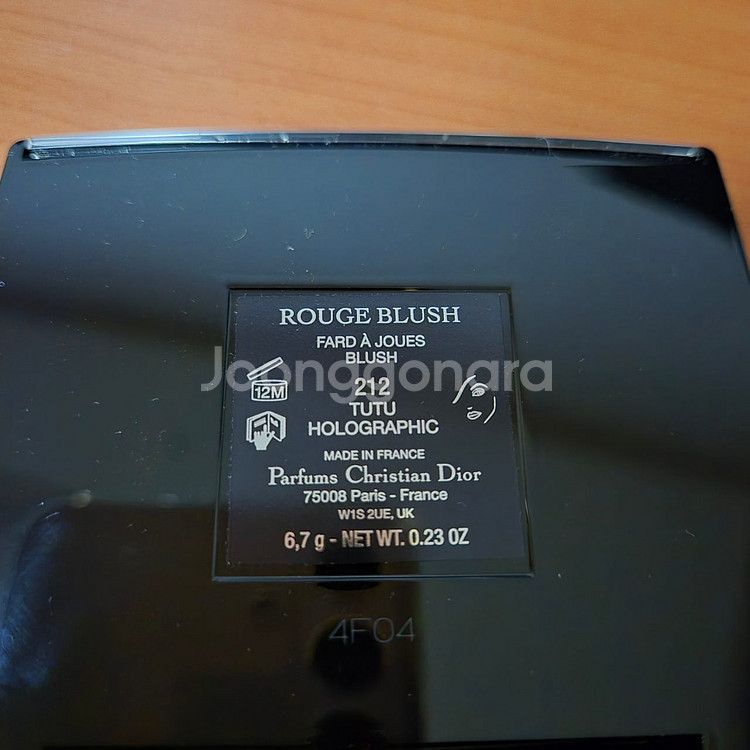 ROUGE BLUSH
FARD À JOUES
BLUSH
Joonggonara
12M
212
TUTU
HOLOGRAPHIC
MADE IN FRANCE
Parfums Christian Dior
75008 Paris - France
W1S 2UE, UK
6,7 g - NET WT. 0.23 OZ
4F04